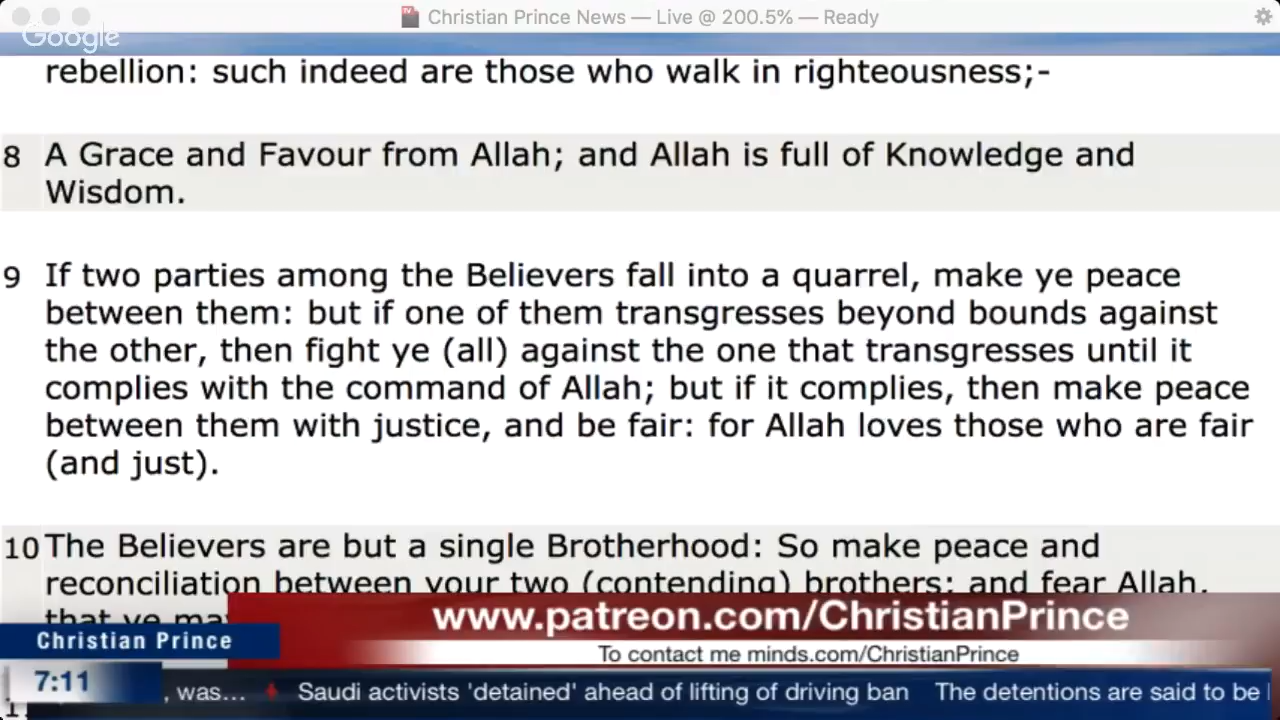 Christian Prince News — Live @ 200.5% — Ready
Google
rebellion: such indeed are those who walk in righteousness;-
8 A Grace and Favour from Allah; and Allah is full of Knowledge and
Wisdom.
9 If two parties among the Believers fall into a quarrel, make ye peace
between them: but if one of them transgresses beyond bounds against
the other, then fight ye (all) against the one that transgresses until it
complies with the command of Allah; but if it complies, then make peace
between them with justice, and be fair: for Allah loves those who are fair
(and just).
10 The Believers are but a single Brotherhood: So make peace and
reconciliation between your two (contending) brothers; and fear Allah,
that ye
www.patreon.com/ChristianPrince
Christian Prince
To contact me minds.com/ChristianPrince
7:11
, was... Saudi activists 'detained' ahead of lifting of driving ban The detentions are said to be